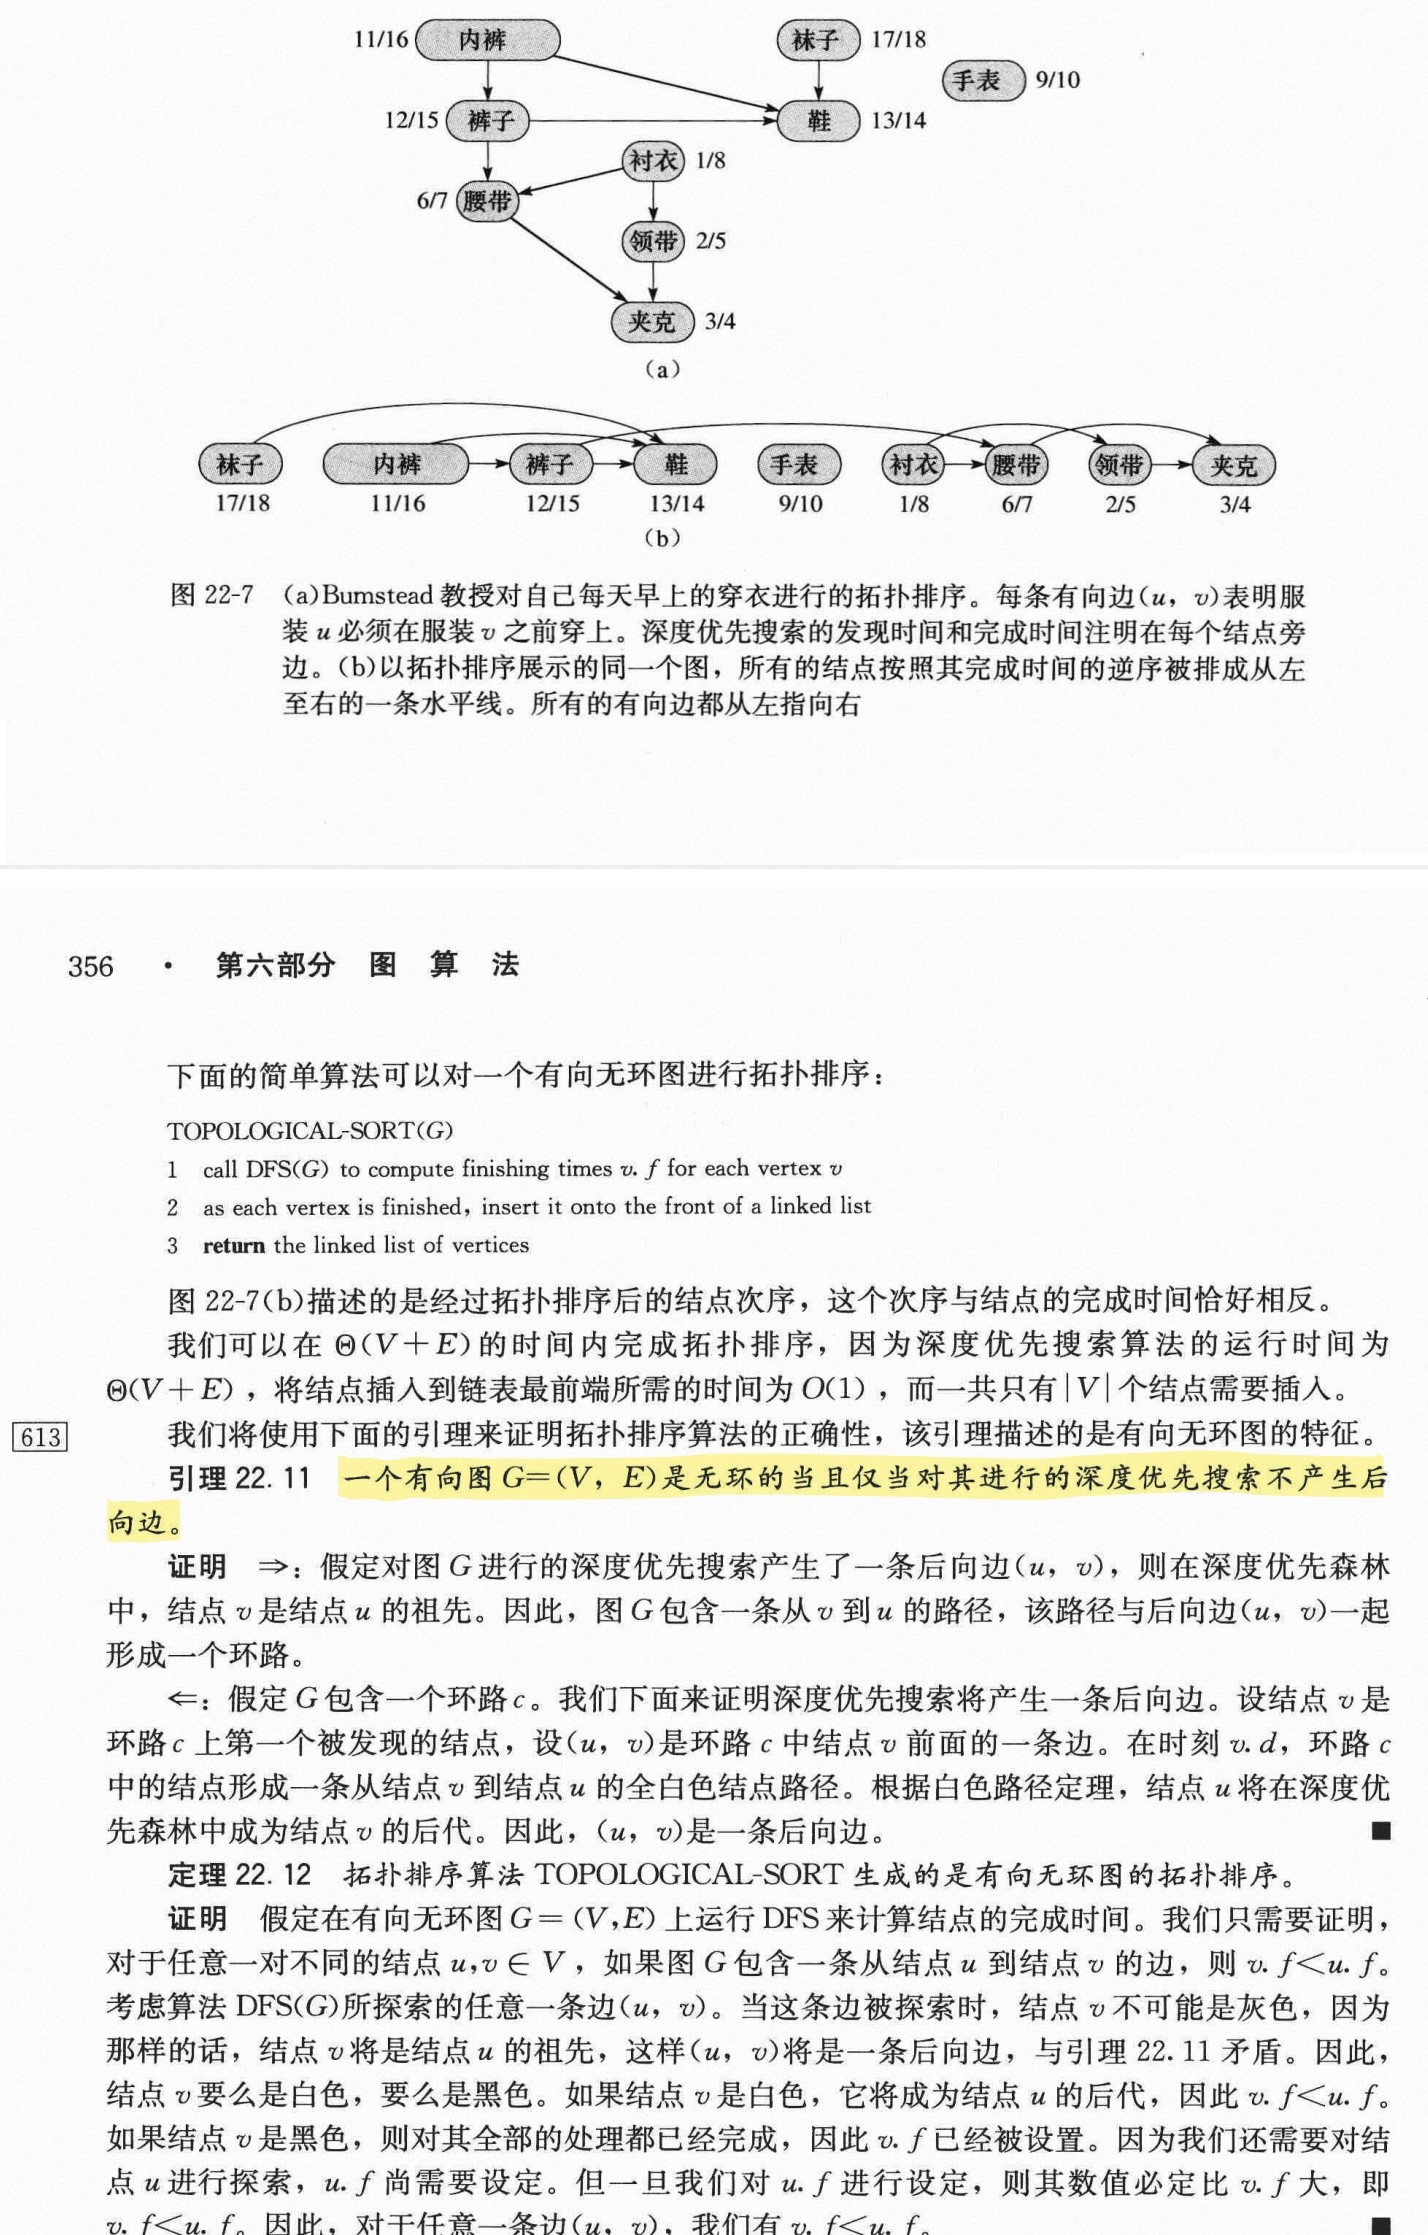 11/16 内裤 袜子 17/18
手表 9/10
12/15 裤子 鞋 13/14
衬衣 1/8
6/7 腰带
领带 2/5
夹克 3/4
(a)
袜子 内裤 裤子 鞋 手表 衬衣 腰带 领带 夹克
17/18 11/16 12/15 13/14 9/10 1/8 6/7 2/5 3/4
(b)
图 22-7 (a)Bumstead 教授对自己每天早上的穿衣进行的拓扑排序。每条有向边(u, v)表明服
装 u 必须在服装 v 之前穿上。深度优先搜索的发现时间和完成时间注明在每个结点旁
边。(b)以拓扑排序展示的同一个图，所有的结点按照其完成时间的逆序被排成从左
至右的一条水平线。所有的有向边都从左指向右
356 · 第六部分 图 算 法
下面的简单算法可以对一个有向无环图进行拓扑排序：
TOPOLOGICAL-SORT(G)
1 call DFS(G) to compute finishing times v. f for each vertex v
2 as each vertex is finished, insert it onto the front of a linked list
3 return the linked list of vertices
图 22-7(b)描述的是经过拓扑排序后的结点次序，这个次序与结点的完成时间恰好相反。
我们可以在 Θ(V+E)的时间内完成拓扑排序，因为深度优先搜索算法的运行时间为
Θ(V+E)，将结点插入到链表最前端所需的时间为 O(1)，而一共只有|V|个结点需要插入。
613 我们将使用下面的引理来证明拓扑排序算法的正确性，该引理描述的是有向无环图的特征。
引理 22.11 一个有向图 G=(V, E)是无环的当且仅当对其进行的深度优先搜索不产生后
向边。
证明 ⇒：假定对图 G 进行的深度优先搜索产生了一条后向边(u, v)，则在深度优先森林
中，结点 v 是结点 u 的祖先。因此，图 G 包含一条从 v 到 u 的路径，该路径与后向边(u, v)一起
形成一个环路。
⇐：假定 G 包含一个环路 c。我们下面来证明深度优先搜索将产生一条后向边。设结点 v 是
环路 c 上第一个被发现的结点，设(u, v)是环路 c 中结点 v 前面的一条边。在时刻 v. d，环路 c
中的结点形成一条从结点 v 到结点 u 的全白色结点路径。根据白色路径定理，结点 u 将在深度优
先森林中成为结点 v 的后代。因此，(u, v)是一条后向边。 ■
定理 22.12 拓扑排序算法 TOPOLOGICAL-SORT 生成的是有向无环图的拓扑排序。
证明 假定在有向无环图 G=(V,E)上运行 DFS 来计算结点的完成时间。我们只需要证明，
对于任意一对不同的结点 u,v∈V，如果图 G 包含一条从结点 u 到结点 v 的边，则 v. f<u. f。
考虑算法 DFS(G)所探索的任意一条边(u, v)。当这条边被探索时，结点 v 不可能是灰色，因为
那样的话，结点 v 将是结点 u 的祖先，这样(u, v)将是一条后向边，与引理 22.11 矛盾。因此，
结点 v 要么是白色，要么是黑色。如果结点 v 是白色，它将成为结点 u 的后代，因此 v. f<u. f。
如果结点 v 是黑色，则对其全部的处理都已经完成，因此 v. f 已经被设置。因为我们还需要对结
点 u 进行探索，u. f 尚需要设定。但一旦我们对 u. f 进行设定，则其数值必定比 v. f 大，即
v. f<u. f。因此，对于任意一条边(u, v)，我们有 v. f<u. f。 ■